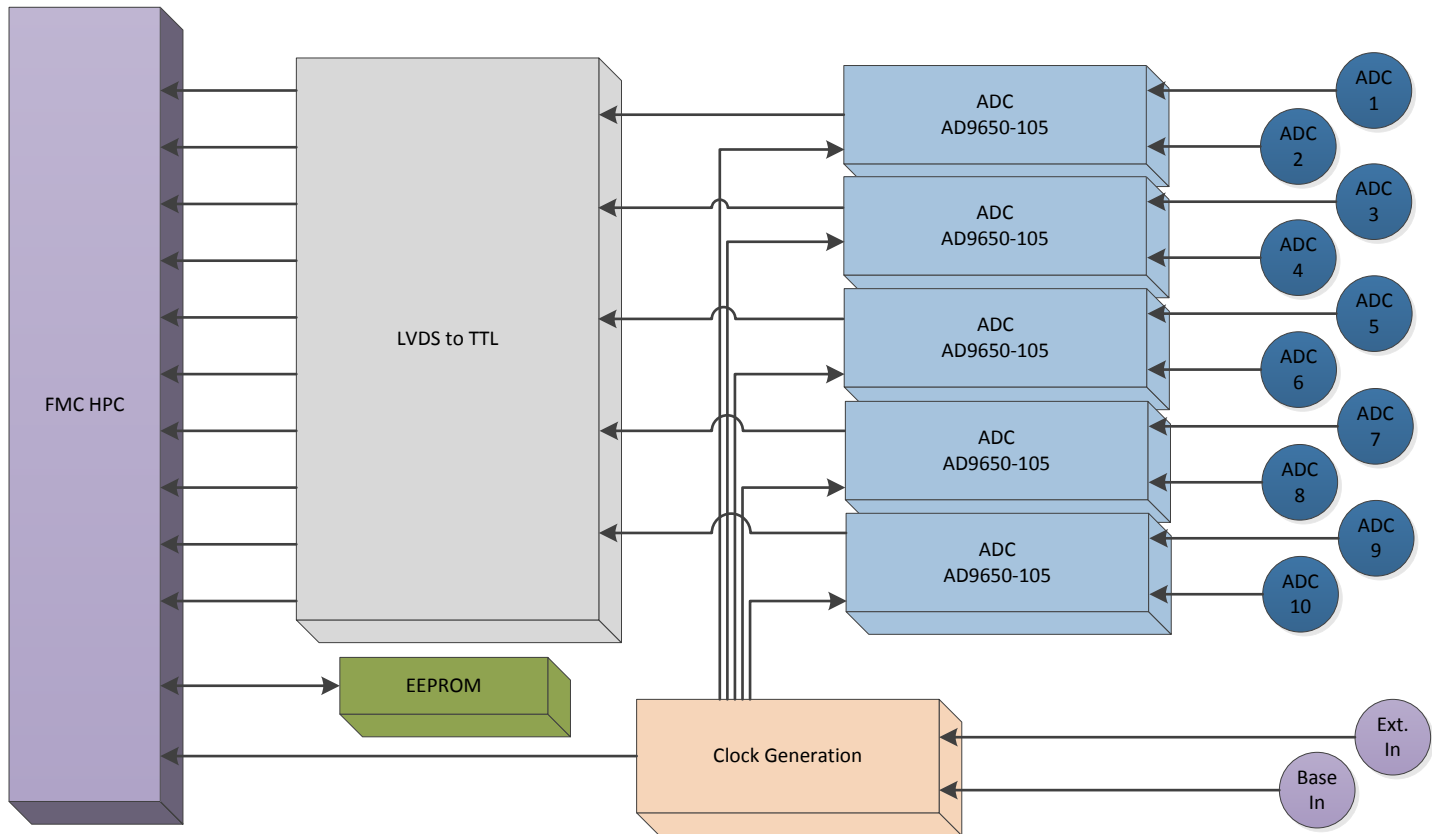 FMC HPC
LVDS to TTL
EEPROM
Clock Generation
ADC
AD9650-105
ADC
AD9650-105
ADC
AD9650-105
ADC
AD9650-105
ADC
AD9650-105
ADC
1
ADC
2
ADC
3
ADC
4
ADC
5
ADC
6
ADC
7
ADC
8
ADC
9
ADC
10
Ext.
In
Base
In